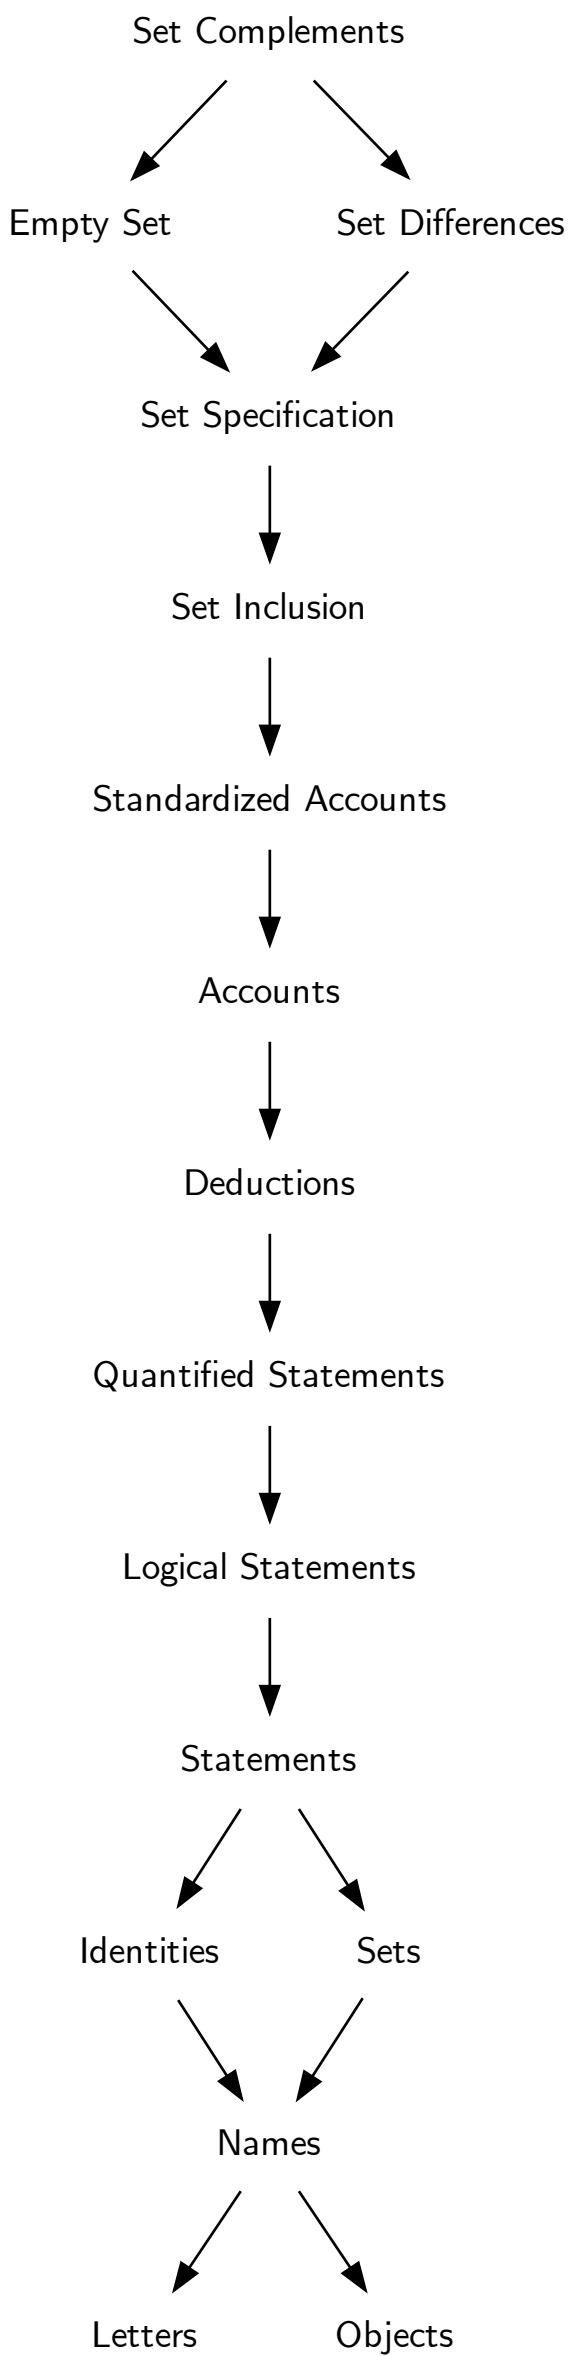 Set Complements
Empty Set
Set Differences
Set Specification
Set Inclusion
Standardized Accounts
Accounts
Deductions
Quantified Statements
Logical Statements
Statements
Identities
Sets
Names
Letters
Objects